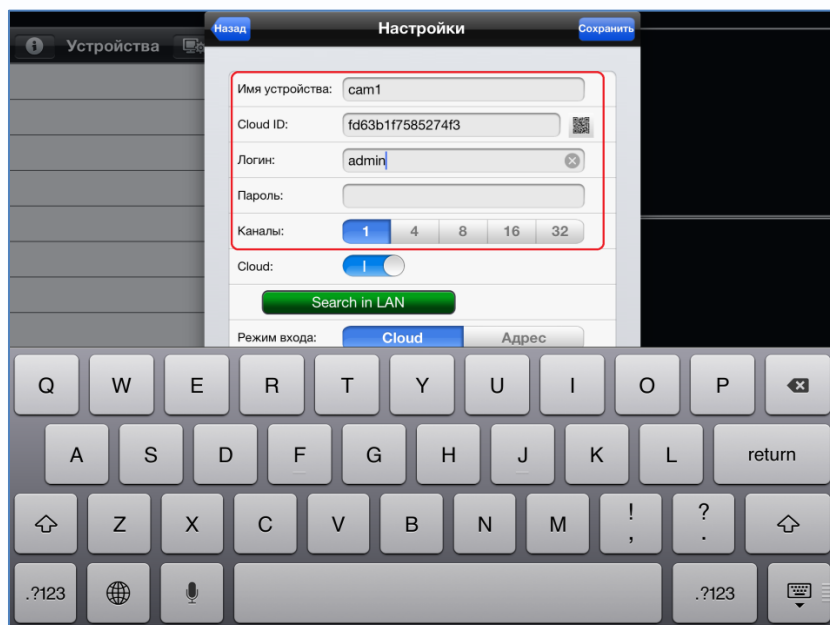 Назад
Настройки
Сохранить
Устройства
Имя устройства: cam1
Cloud ID: fd63b1f7585274f3
Логин: admin
Пароль:
Каналы: 1 4 8 16 32
Cloud:
Search in LAN
Режим входа: Cloud Адрес
Q W E R T Y U I O P
A S D F G H J K L return
Z X C V B N M ! , ? .
.?123 .?123